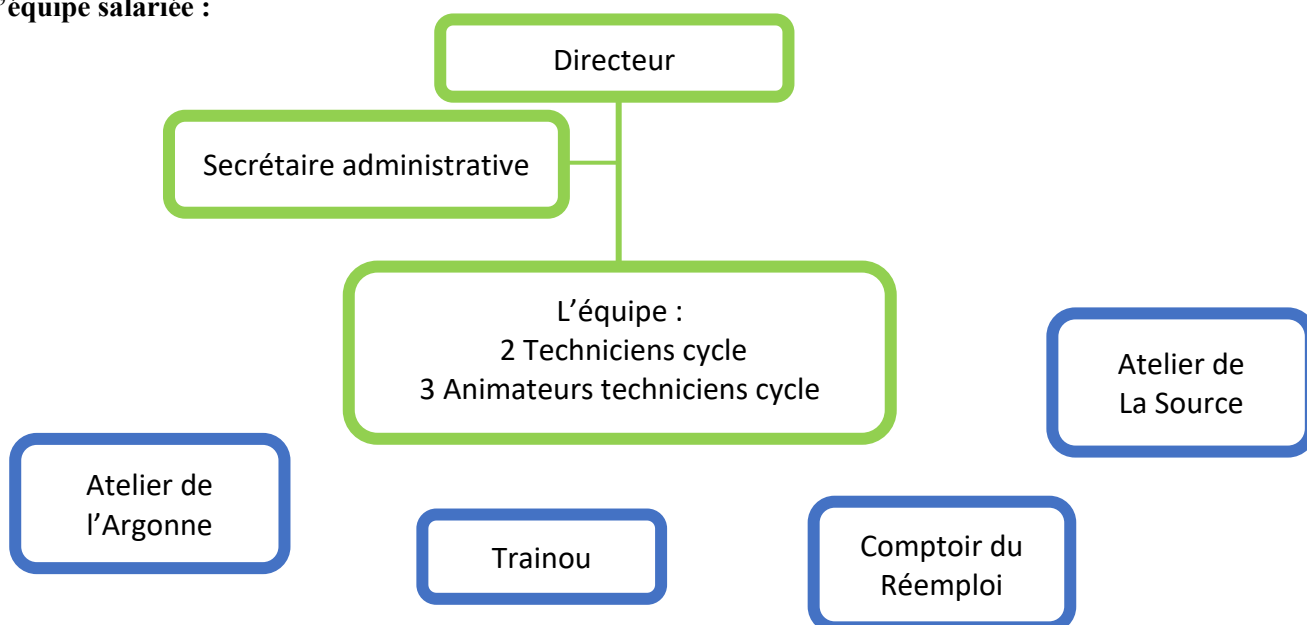 ’équipe salariée :
Directeur
Secrétaire administrative
L’équipe :
2 Techniciens cycle
3 Animateurs techniciens cycle
Atelier de
La Source
Atelier de
l’Argonne
Trainou
Comptoir du
Réemploi